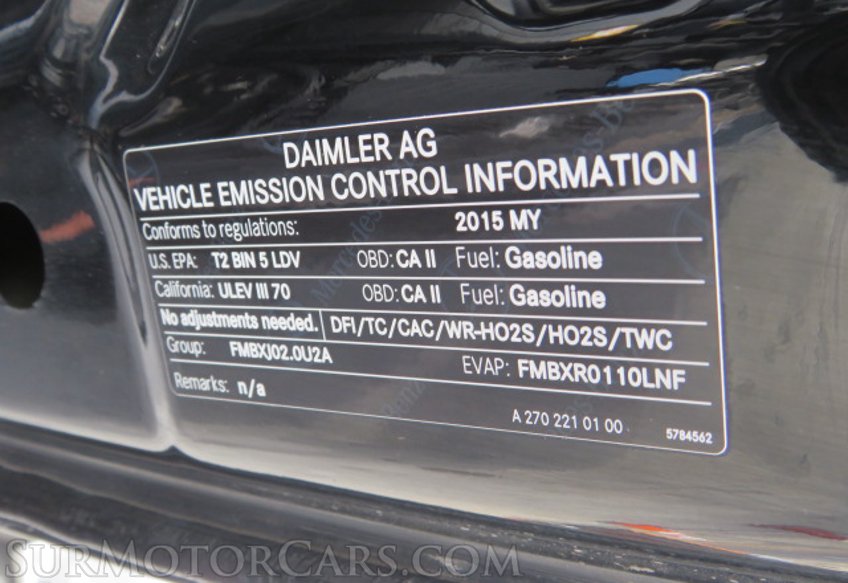 DAIMLER AG
VEHICLE EMISSION CONTROL INFORMATION
Conforms to regulations: 2015 MY
U.S. EPA: T2 BIN 5 LDV OBD: CA II Fuel: Gasoline
California: ULEV III 70 OBD: CA II Fuel: Gasoline
No adjustments needed. DFI/TC/CAC/WR-HO2S/HO2S/TWC
Group: FMBXJ02.0U2A EVAP: FMBXR0110LNF
Remarks: n/a
A 270 221 01 00 5784562
SurMotorCars.com